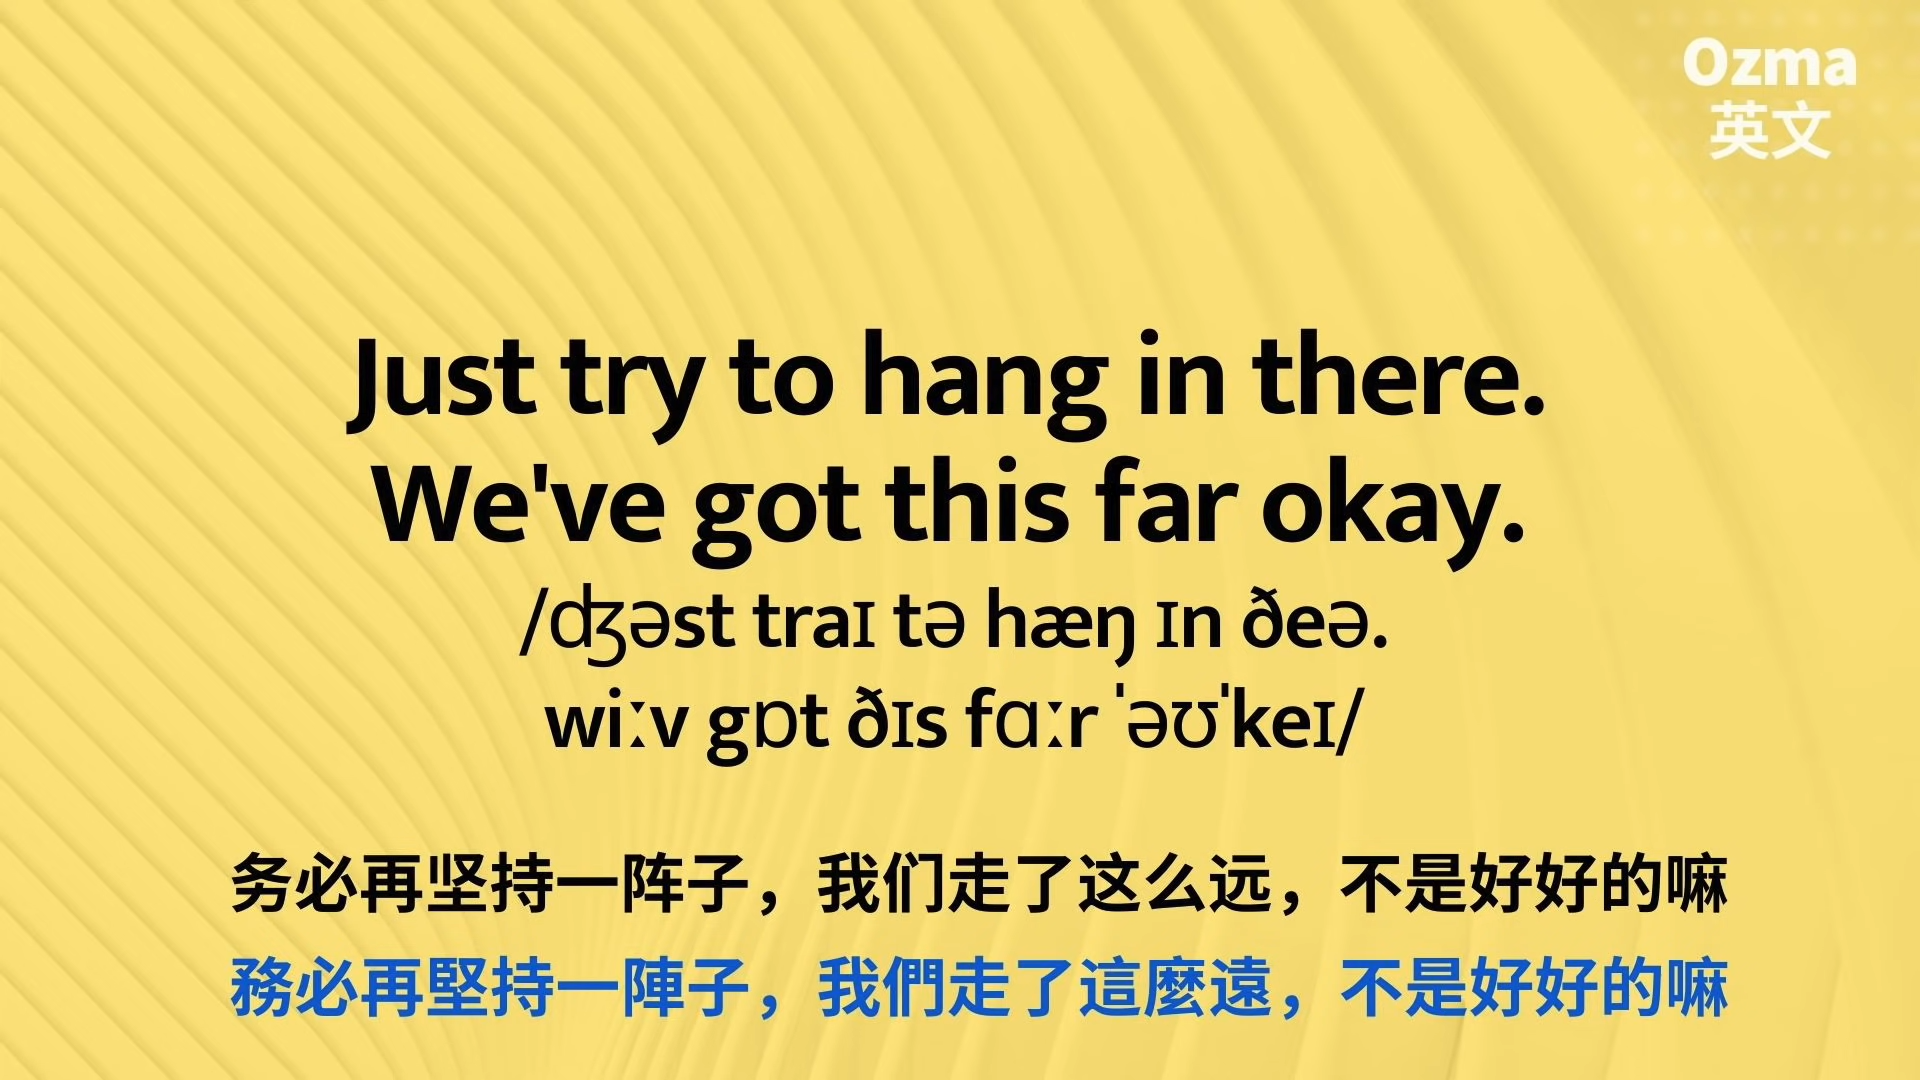 Ozma
英文
Just try to hang in there.
We've got this far okay.
/ʤəst traɪ tə hæŋ ɪn ðeə.
wiːv gɒt ðɪs fɑːr ˈəʊˈkeɪ/
务必再坚持一阵子，我们走了这么远，不是好好的嘛
務必再堅持一陣子，我們走了這麼遠，不是好好的嘛